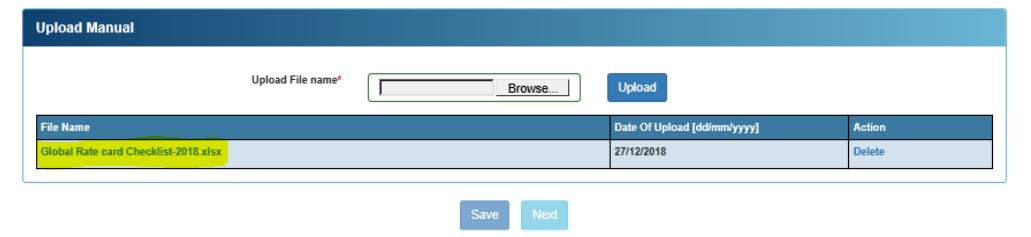 Upload Manual
Upload File name* Browse... Upload
File Name Date Of Upload [dd/mm/yyyy] Action
Global Rate card Checklist-2018.xlsx 27/12/2018 Delete
Save Next